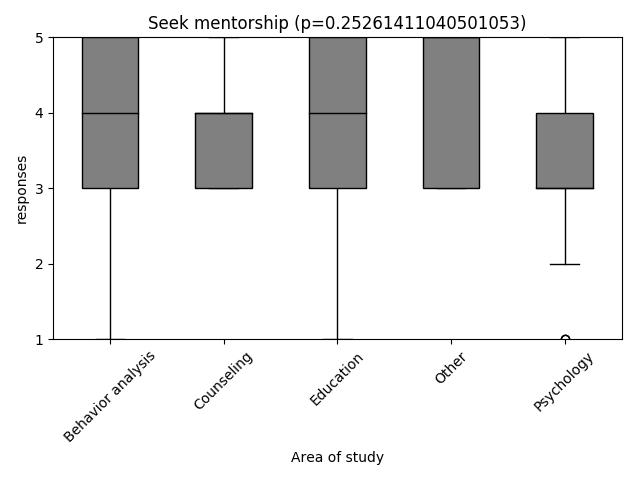 Seek mentorship (p=0.25261411040501053)
responses
5
4
3
2
1
Behavior analysis
Counseling
Education
Other
Psychology
Area of study